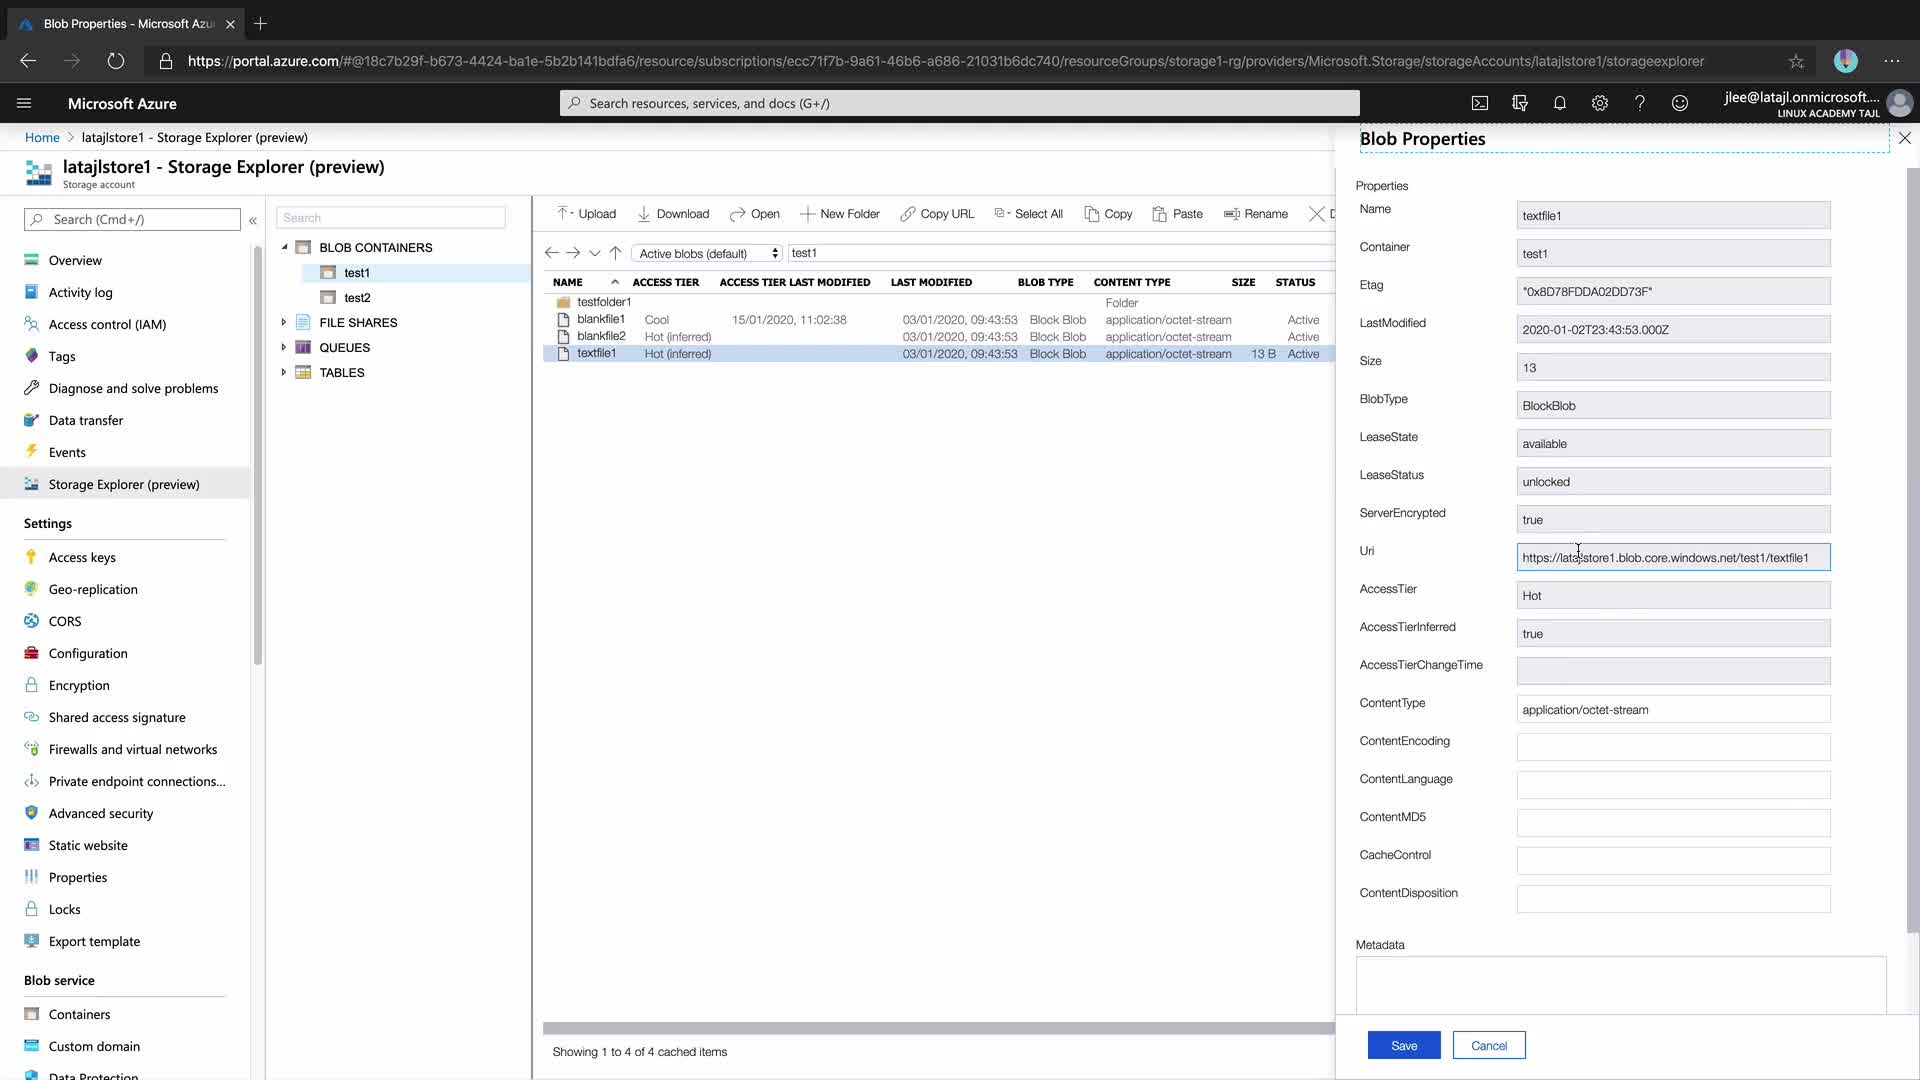 Blob Properties - Microsoft Azu
https://portal.azure.com/#@18c7b29f-b673-4424-ba1e-5b2b141bdfa6/resource/subscriptions/ecc71f7b-9a61-46b6-a686-21031b6dc740/resourceGroups/storage1-rg/providers/Microsoft.Storage/storageAccounts/latajlstore1/storageexplorer
Microsoft Azure
Search resources, services, and docs (G+/)
jlee@latajl.onmicrosoft....
LINUX ACADEMY TAJL
Home > latajlstore1 - Storage Explorer (preview)
latajlstore1 - Storage Explorer (preview)
Storage account
Search (Cmd+/)
Overview
Activity log
Access control (IAM)
Tags
Diagnose and solve problems
Data transfer
Events
Storage Explorer (preview)
Settings
Access keys
Geo-replication
CORS
Configuration
Encryption
Shared access signature
Firewalls and virtual networks
Private endpoint connections...
Advanced security
Static website
Properties
Locks
Export template
Blob service
Containers
Custom domain
Data Protection
Search
BLOB CONTAINERS
test1
test2
FILE SHARES
QUEUES
TABLES
Upload Download Open New Folder Copy URL Select All Copy Paste Rename D
Active blobs (default) test1
NAME ACCESS TIER ACCESS TIER LAST MODIFIED LAST MODIFIED BLOB TYPE CONTENT TYPE SIZE STATUS
testfolder1 Folder
blankfile1 Cool 15/01/2020, 11:02:38 03/01/2020, 09:43:53 Block Blob application/octet-stream Active
blankfile2 Hot (inferred) 03/01/2020, 09:43:53 Block Blob application/octet-stream Active
textfile1 Hot (inferred) 03/01/2020, 09:43:53 Block Blob application/octet-stream 13 B Active
Showing 1 to 4 of 4 cached items
Blob Properties
Properties
Name textfile1
Container test1
Etag "0x8D78FDDA02DD73F"
LastModified 2020-01-02T23:43:53.000Z
Size 13
BlobType BlockBlob
LeaseState available
LeaseStatus unlocked
ServerEncrypted true
Uri https://latajlstore1.blob.core.windows.net/test1/textfile1
AccessTier Hot
AccessTierInferred true
AccessTierChangeTime
ContentType application/octet-stream
ContentEncoding
ContentLanguage
ContentMD5
CacheControl
ContentDisposition
Metadata
Save Cancel